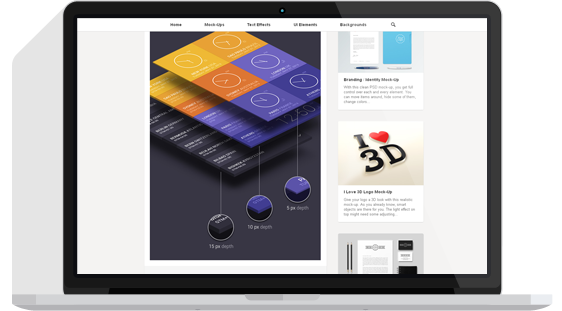 Home Mock-Ups Text Effects UI Elements Backgrounds
15 px depth
10 px depth
5 px depth
Branding / Identity Mock-Up
With this clean PSD mock-up, you get full
control over each and every element. You
can move items around, hide some of them,
change colors
I ♥ 3D
I Love 3D Logo Mock-Up
Give your logo a 3D look with this realistic
mock-up. As you already know, smart
objects are there for you. The light effect on
top might need some adjusting...